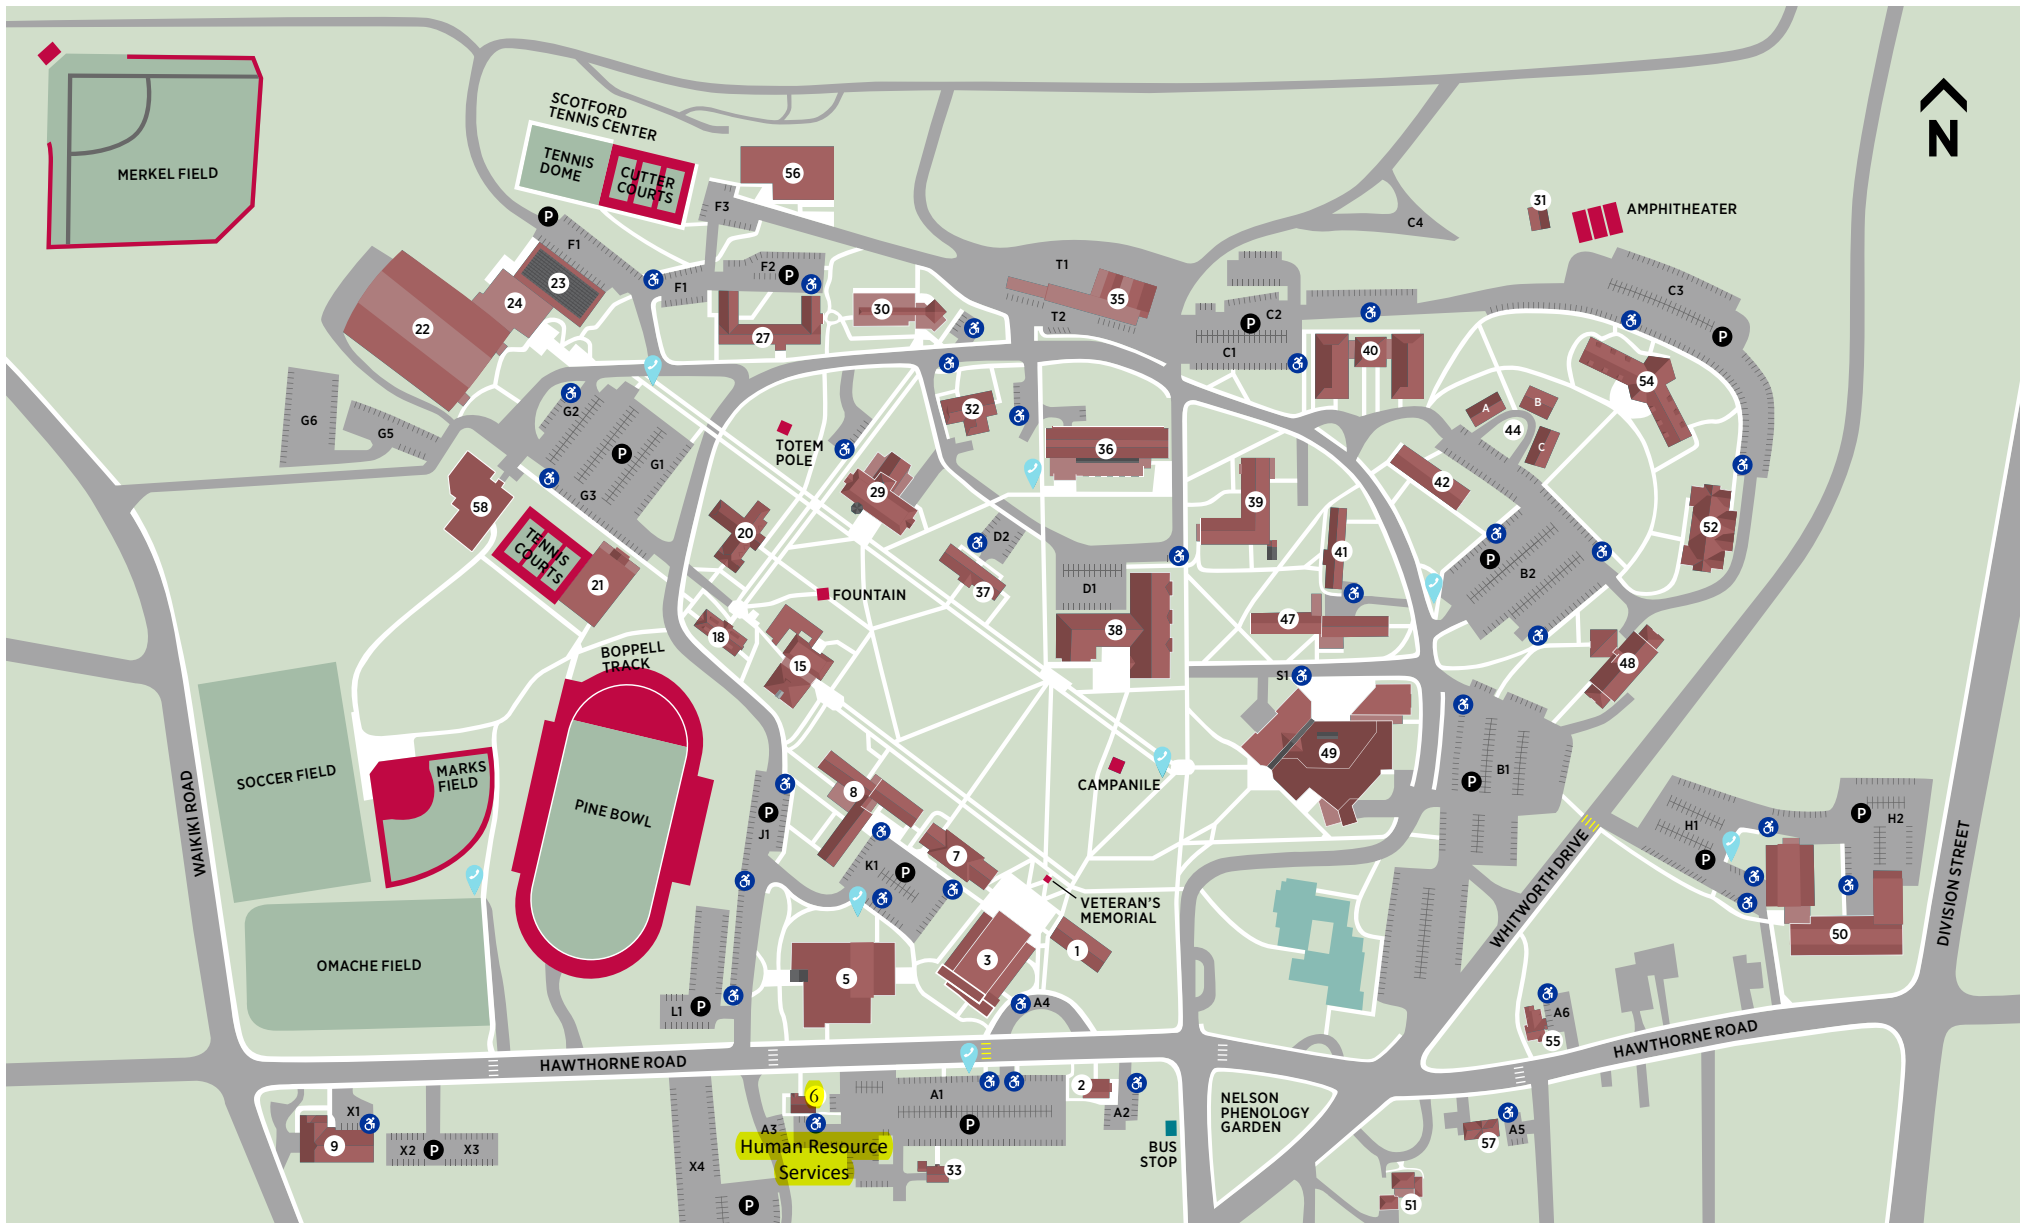 MERKEL FIELD
SCOTFORD
TENNIS CENTER
TENNIS
DOME
CUTTER
COURTS
56
F3
P
F1
23
24
22
F1
F2
P
27
30
T1
35
T2
C4
31
AMPHITHEATER
N
C3
P
C2
P
C1
40
54
A
B
44
C
42
52
G6
G5
G2
P
G1
G3
58
TENNIS
COURTS
21
TOTEM
POLE
29
20
32
36
D2
37
FOUNTAIN
D1
38
39
41
47
P
B2
48
18
15
BOPPELL
TRACK
PINE BOWL
SOCCER FIELD
MARKS
FIELD
OMACHE FIELD
WAIKIKI ROAD
S1
49
CAMPANILE
P
B1
8
P
J1
K1
P
7
VETERAN'S
MEMORIAL
1
3
5
A4
L1
P
WHITWORTH DRIVE
H1
P
P
H2
50
DIVISION STREET
A6
55
HAWTHORNE ROAD
HAWTHORNE ROAD
X1
9
X2
P
X3
X4
P
6
A3
Human Resource
Services
A1
P
2
A2
33
BUS
STOP
NELSON
PHENOLOGY
GARDEN
57
A5
51